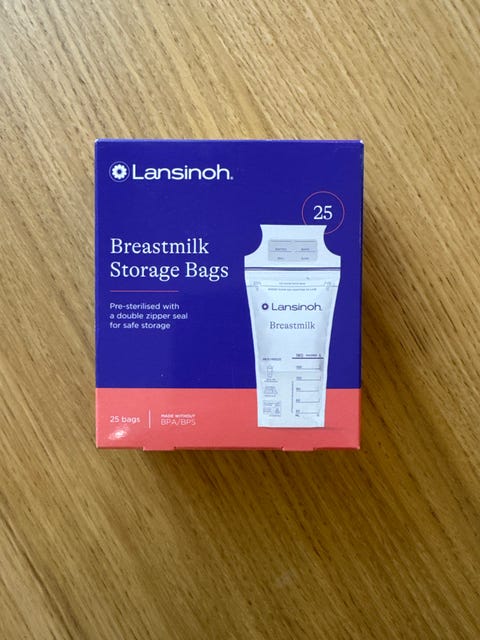 Lansinoh.
25
Breastmilk
Storage Bags
Pre-sterilised with
a double zipper seal
for safe storage
Lansinoh.
Breastmilk
25 bags
MADE WITHOUT
BPA/BPS